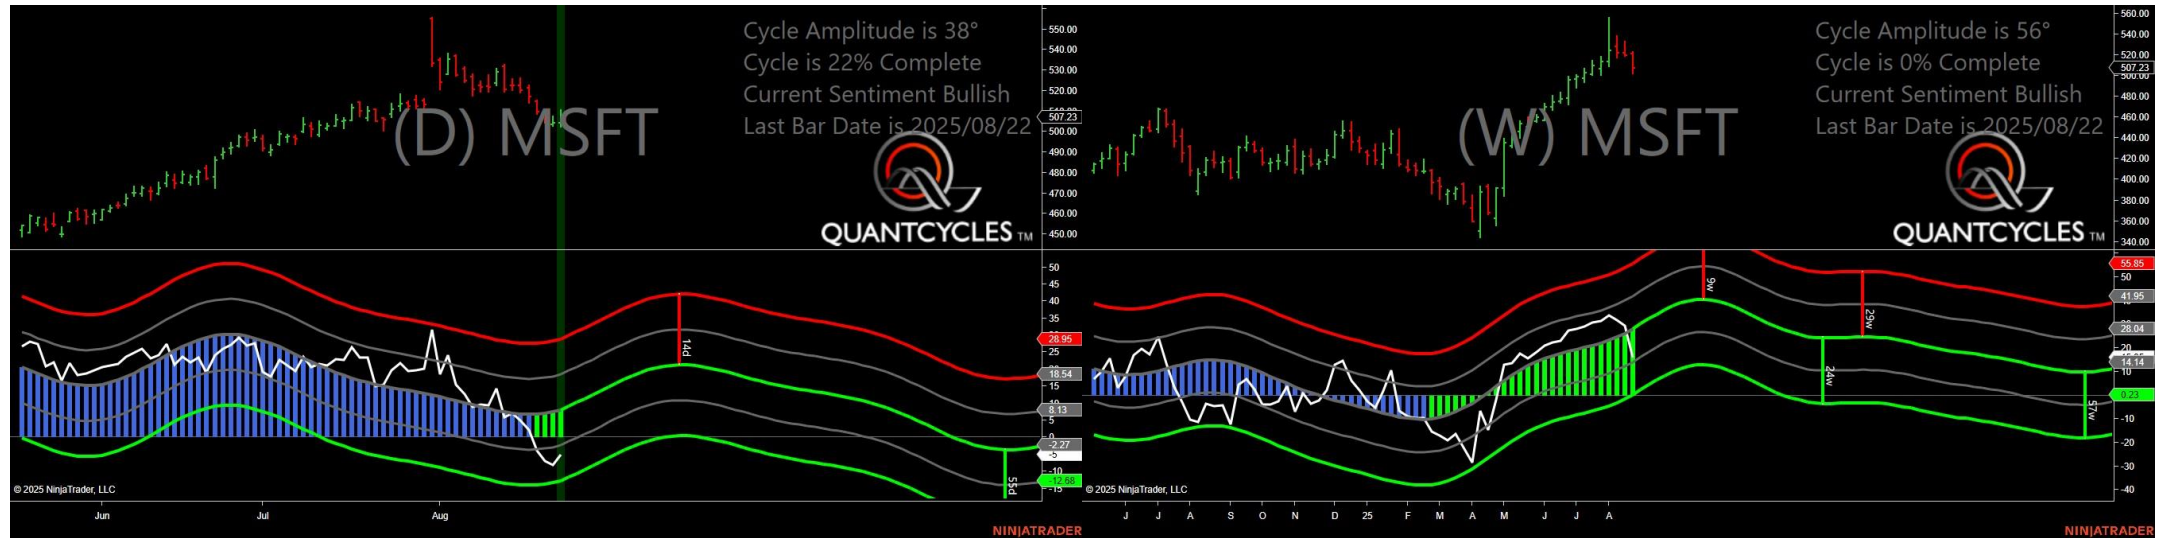 Cycle Amplitude is 38°
Cycle is 22% Complete
Current Sentiment Bullish
Last Bar Date is 2025/08/22
(D) MSFT
QUANTCYCLES TM
550.00
530.00
507.23
500.00
490.00
480.00
470.00
460.00
450.00
50
45
40
35
28.95
25
18.54
15
8.13
5
-2.27
-5
-10
-12.68
-15
14d
55d
© 2025 NinjaTrader, LLC
Jun
Jul
Aug
NINJATRADER
Cycle Amplitude is 56°
Cycle is 0% Complete
Current Sentiment Bullish
Last Bar Date is 2025/08/22
(W) MSFT
QUANTCYCLES TM
560.00
540.00
520.00
507.23
500.00
480.00
460.00
440.00
420.00
400.00
380.00
360.00
340.00
55.85
50
41.95
28.04
20
14.14
10
0.23
-10
-20
-30
-40
9w
29w
24w
57w
© 2025 NinjaTrader, LLC
J J A S O N D 25 F M A M J J A
NINJATRADER